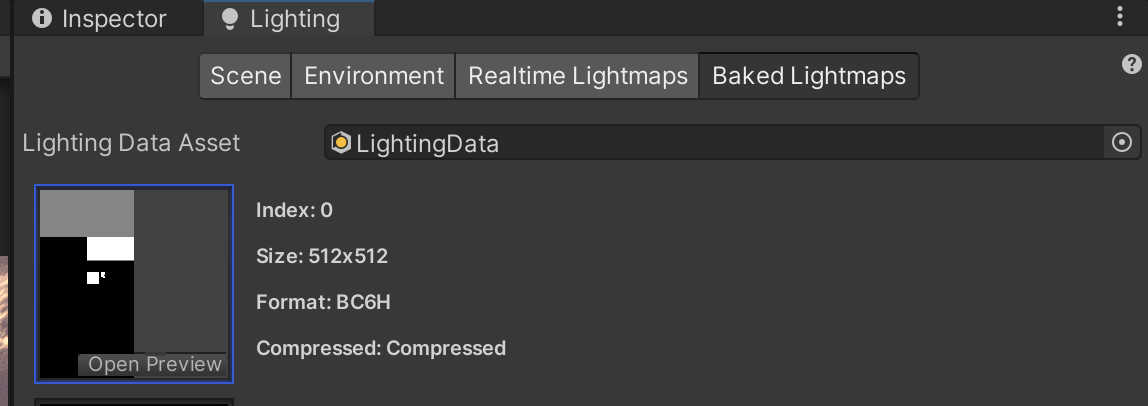 Inspector
Lighting
Scene
Environment
Realtime Lightmaps
Baked Lightmaps
Lighting Data Asset
LightingData
Index: 0
Size: 512x512
Format: BC6H
Compressed: Compressed
Open Preview